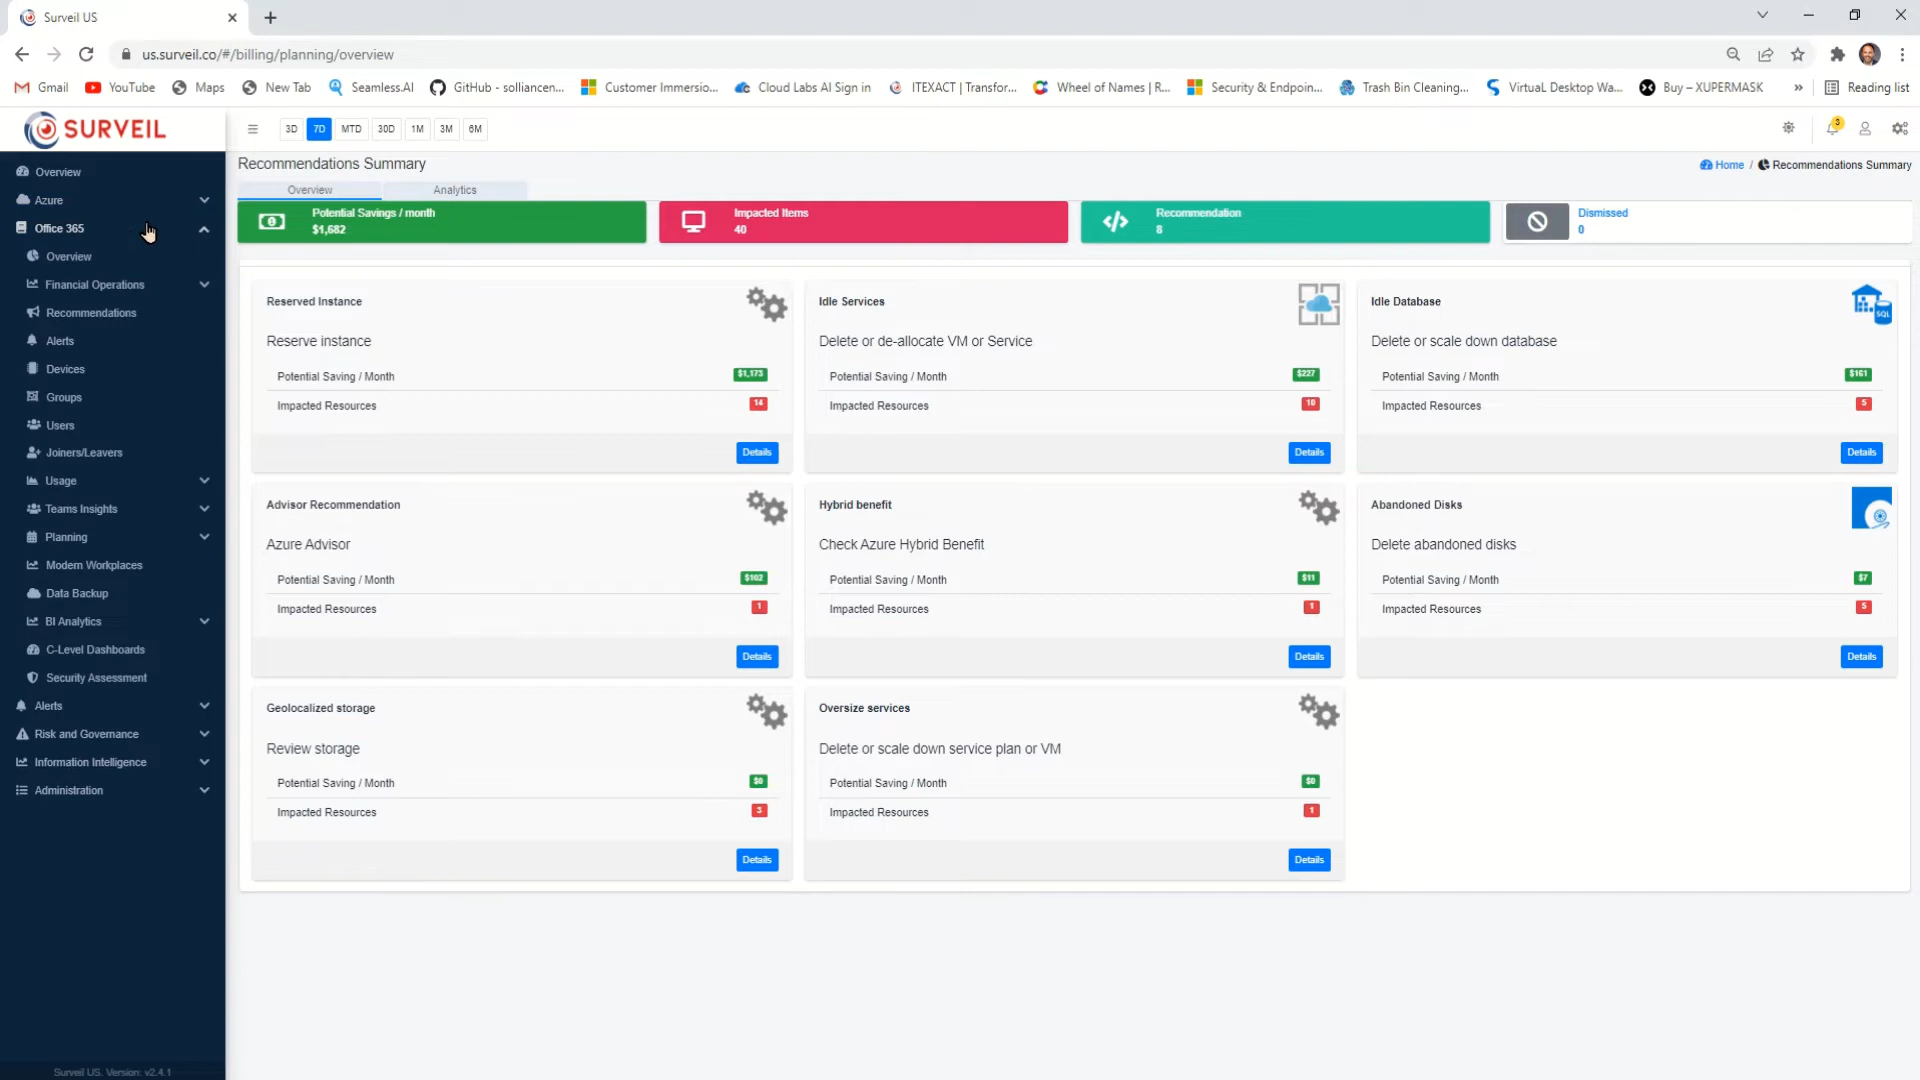 Surveil US
us.surveil.co/#/billing/planning/overview
Gmail
YouTube
Maps
New Tab
Seamless.AI
GitHub - solliancen...
Customer Immersio...
Cloud Labs AI Sign in
ITEXACT | Transfor...
Wheel of Names | R...
Security & Endpoin...
Trash Bin Cleaning,...
VirtuaL Desktop Wa...
Buy – XUPERMASK
»
Reading list
SURVEIL
3D
7D
MTD
30D
1M
3M
6M
3
Overview
Azure
Office 365
Overview
Financial Operations
Recommendations
Alerts
Devices
Groups
Users
Joiners/Leavers
Usage
Teams Insights
Planning
Modern Workplaces
Data Backup
BI Analytics
C-Level Dashboards
Security Assessment
Alerts
Risk and Governance
Information Intelligence
Administration
Surveil US. Version: v2.4.1
Recommendations Summary
Home / Recommendations Summary
Overview
Analytics
Potential Savings / month
$1,682
Impacted Items
40
Recommendation
8
Dismissed
0
Reserved Instance
Reserve instance
Potential Saving / Month
$1,173
Impacted Resources
14
Details
Idle Services
Delete or de-allocate VM or Service
Potential Saving / Month
$227
Impacted Resources
10
Details
Idle Database
SQL
Delete or scale down database
Potential Saving / Month
$161
Impacted Resources
5
Details
Advisor Recommendation
Azure Advisor
Potential Saving / Month
$102
Impacted Resources
1
Details
Hybrid benefit
Check Azure Hybrid Benefit
Potential Saving / Month
$11
Impacted Resources
1
Details
Abandoned Disks
Delete abandoned disks
Potential Saving / Month
$7
Impacted Resources
5
Details
Geolocalized storage
Review storage
Potential Saving / Month
$0
Impacted Resources
3
Details
Oversize services
Delete or scale down service plan or VM
Potential Saving / Month
$0
Impacted Resources
1
Details